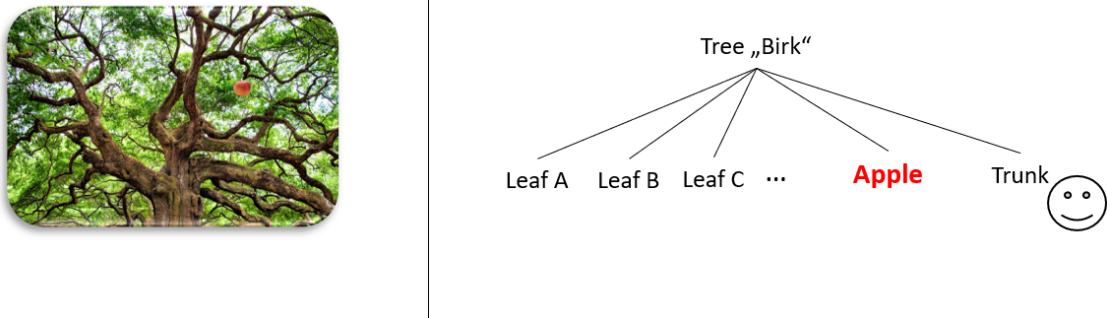 Tree „Birk“
Leaf A Leaf B Leaf C ... Apple Trunk